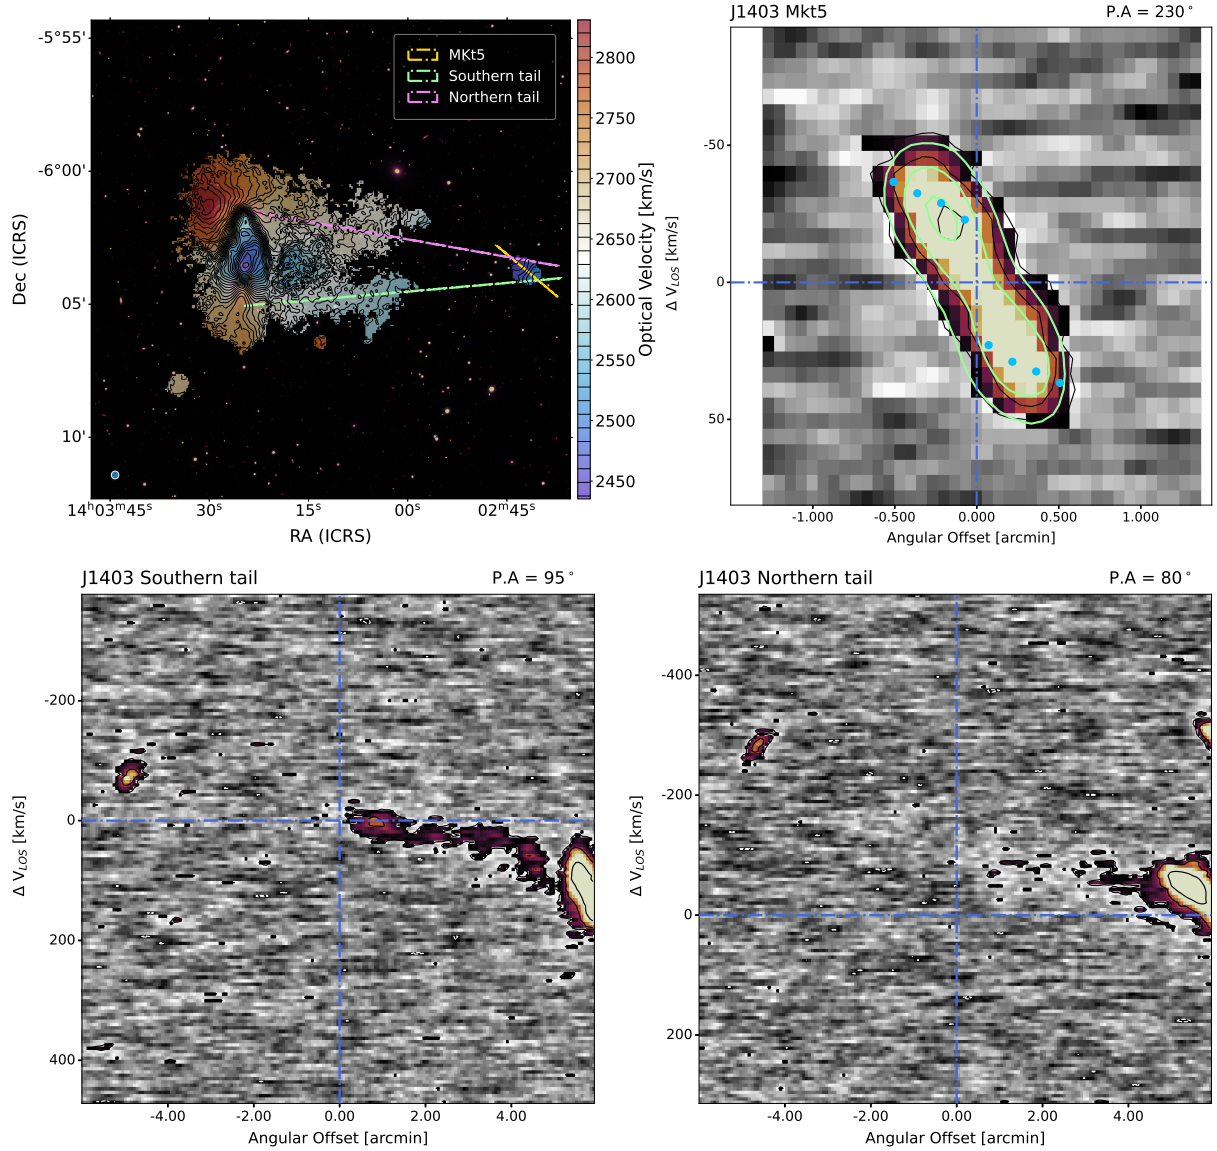 -5°55'
-6°00'
05'
10'
Dec (ICRS)
14ʰ03ᵐ45ˢ
30ˢ
15ˢ
00ˢ
02ᵐ45ˢ
RA (ICRS)
MKt5
Southern tail
Northern tail
2800
2750
2700
2650
2600
2550
2500
2450
Optical Velocity [km/s]
J1403 Mkt5 P.A = 230°
-50
0
50
Δ V_LOS [km/s]
-1.000 -0.500 0.000 0.500 1.000
Angular Offset [arcmin]
J1403 Southern tail P.A = 95°
-200
0
200
400
Δ V_LOS [km/s]
-4.00 -2.00 0.00 2.00 4.00
Angular Offset [arcmin]
J1403 Northern tail P.A = 80°
-400
-200
0
200
Δ V_LOS [km/s]
-4.00 -2.00 0.00 2.00 4.00
Angular Offset [arcmin]